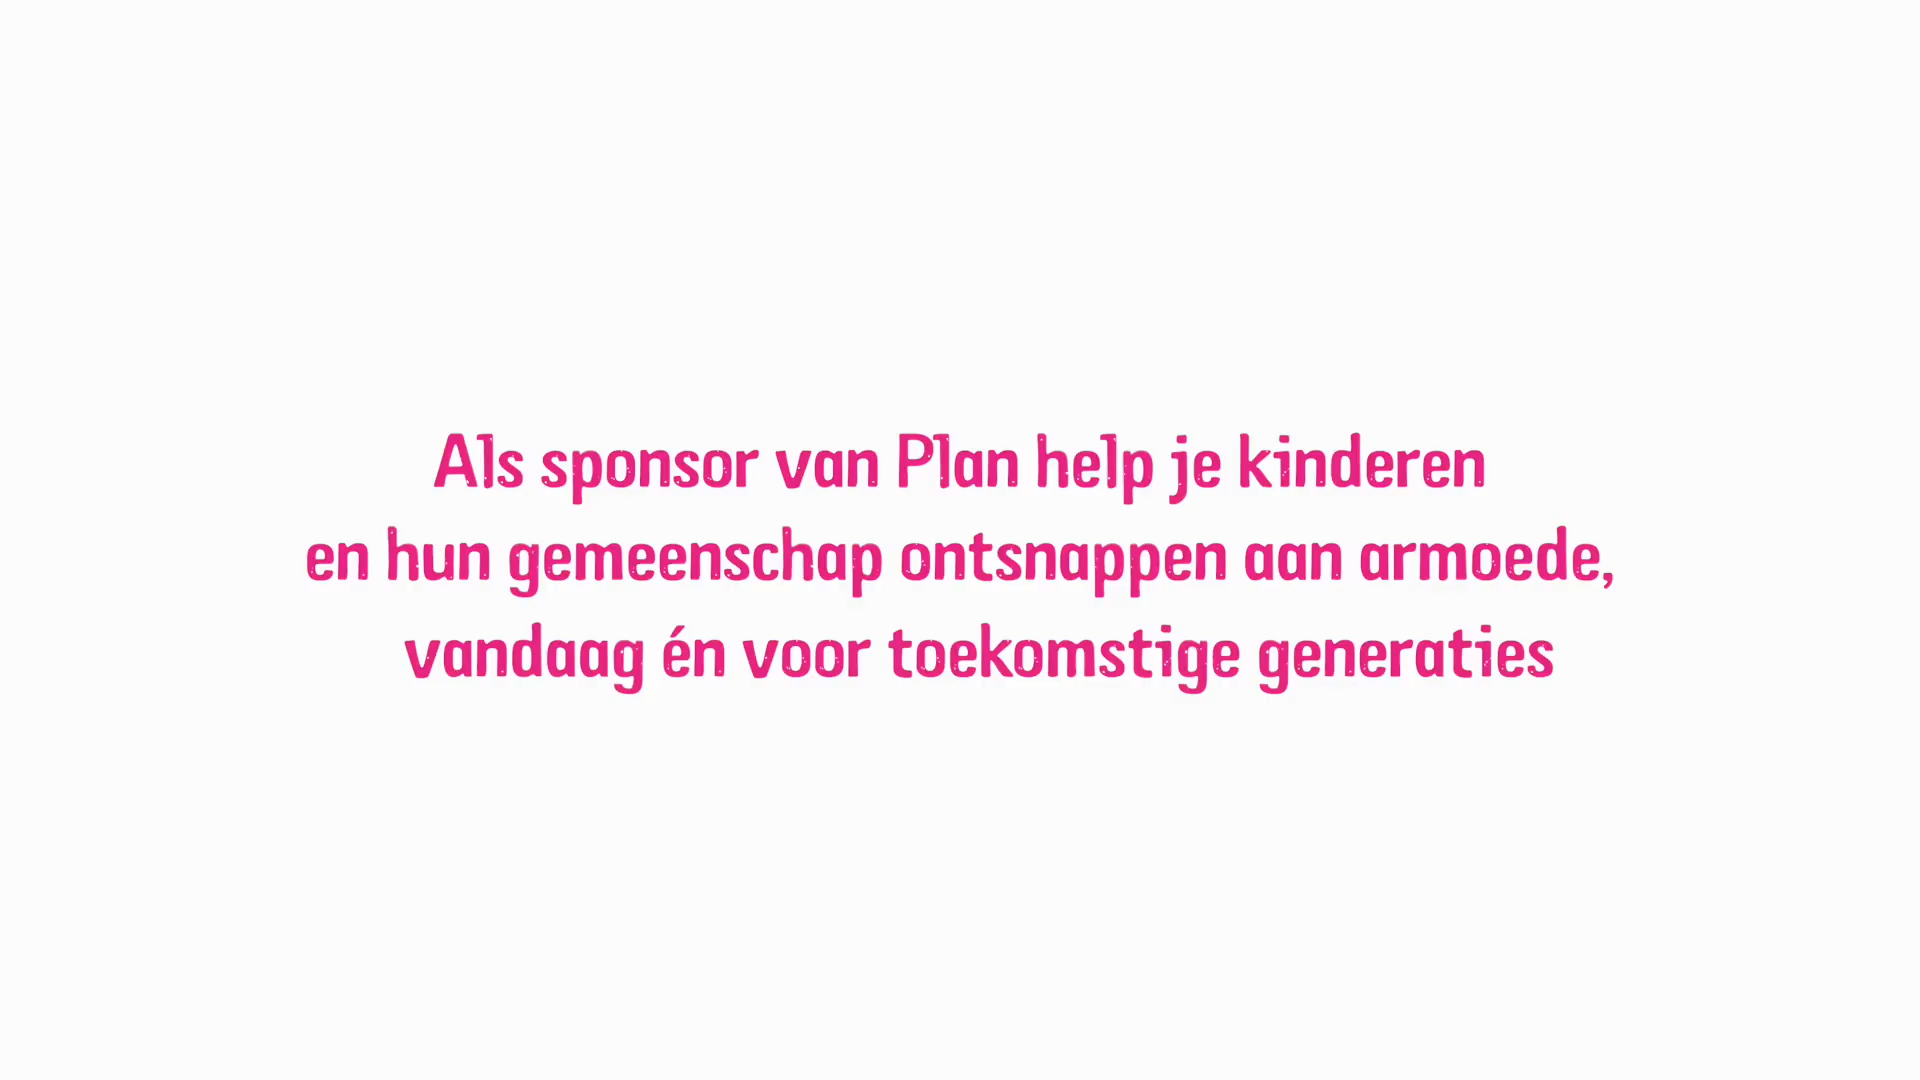 Als sponsor van Plan help je kinderen
en hun gemeenschap ontsnappen aan armoede,
vandaag én voor toekomstige generaties